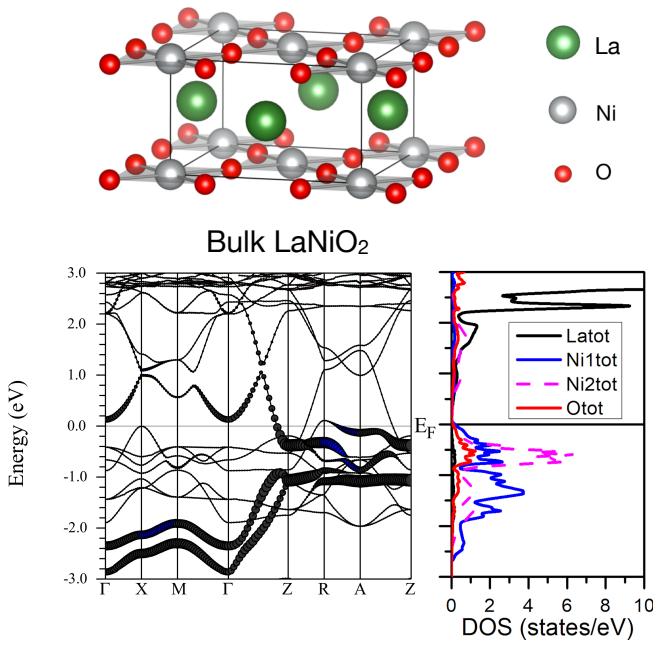 La
Ni
O
Bulk LaNiO₂
Energy (eV)
3.0
2.0
1.0
0.0
-1.0
-2.0
-3.0
Γ X M Γ Z R A Z
E_F
Latot
Ni1tot
Ni2tot
Otot
0 2 4 6 8 10
DOS (states/eV)